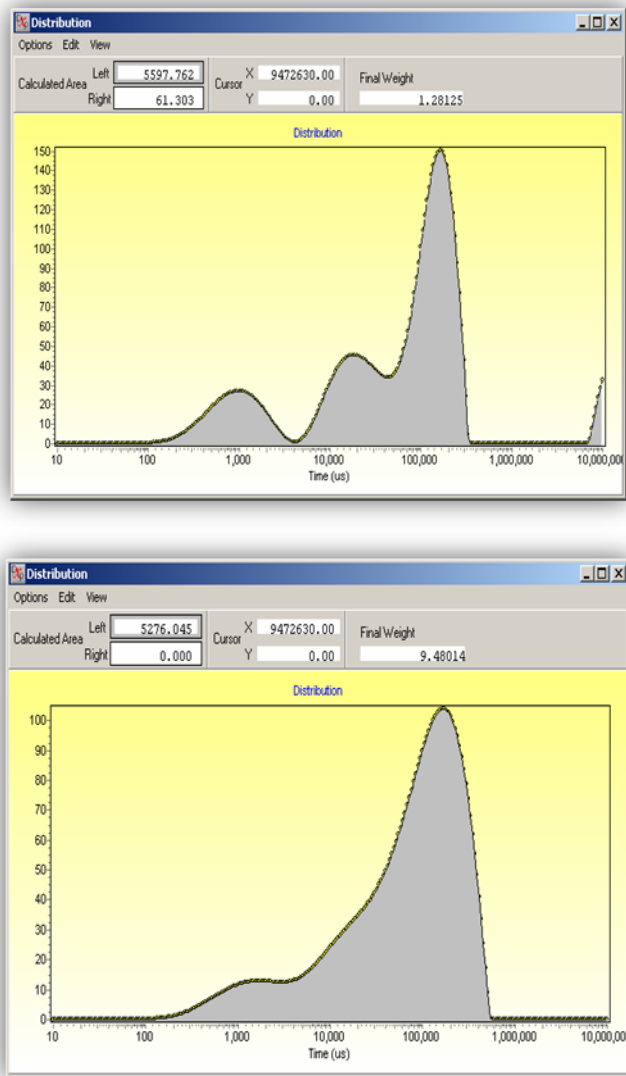 Distribution
Options Edit View
Calculated Area Left 5597.762 Cursor X 9472630.00 Final Weight
Right 61.303 Y 0.00 1.28125
Distribution
150
140
130
120
110
100
90
80
70
60
50
40
30
20
10
0
10 100 1,000 10,000 100,000 1,000,000 10,000,00
Time (us)
Distribution
Options Edit View
Calculated Area Left 5276.045 Cursor X 9472630.00 Final Weight
Right 0.000 Y 0.00 9.48014
Distribution
100
90
80
70
60
50
40
30
20
10
0
10 100 1,000 10,000 100,000 1,000,000 10,000,00
Time (us)